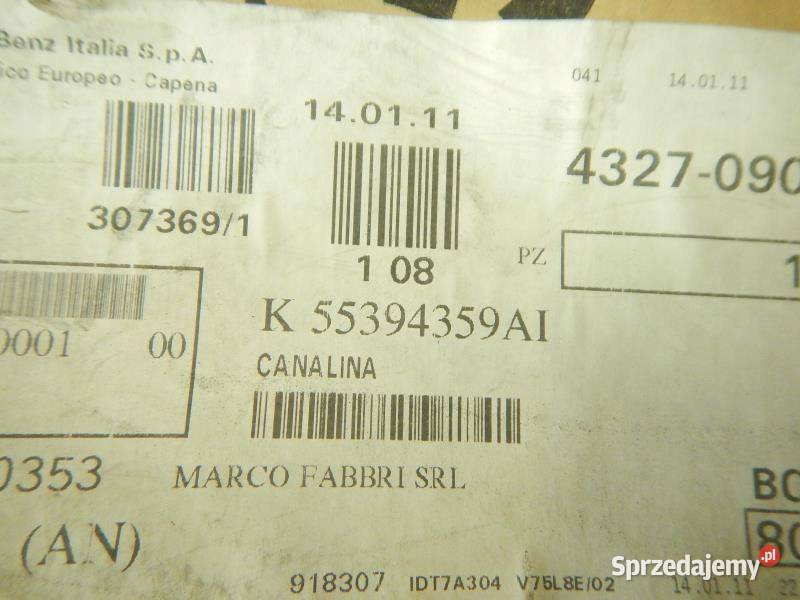 Benz Italia S.p.A.
ico Europeo - Capena
041 14.01.11
14.01.11
4327-090
307369/1
1 08
PZ 1
K 55394359AI
0001 00
CANALINA
0353 MARCO FABBRI SRL
BO
(AN)
80
918307 IDT7A304 V75L8E/02 14.01.11 22
Sprzedajemy.pl